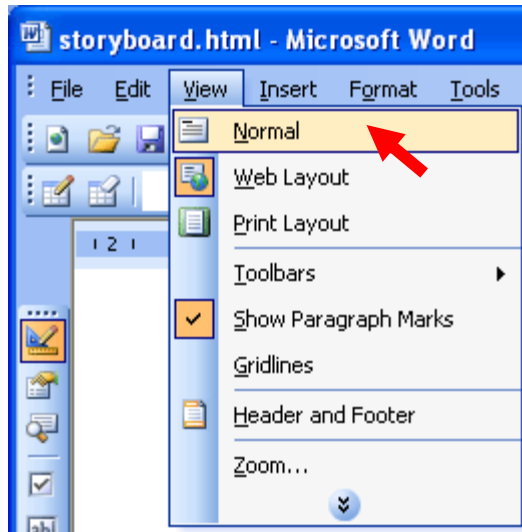 storyboard.html - Microsoft Word
File Edit View Insert Format Tools
Normal
Web Layout
Print Layout
Toolbars
Show Paragraph Marks
Gridlines
Header and Footer
Zoom...
2
ab